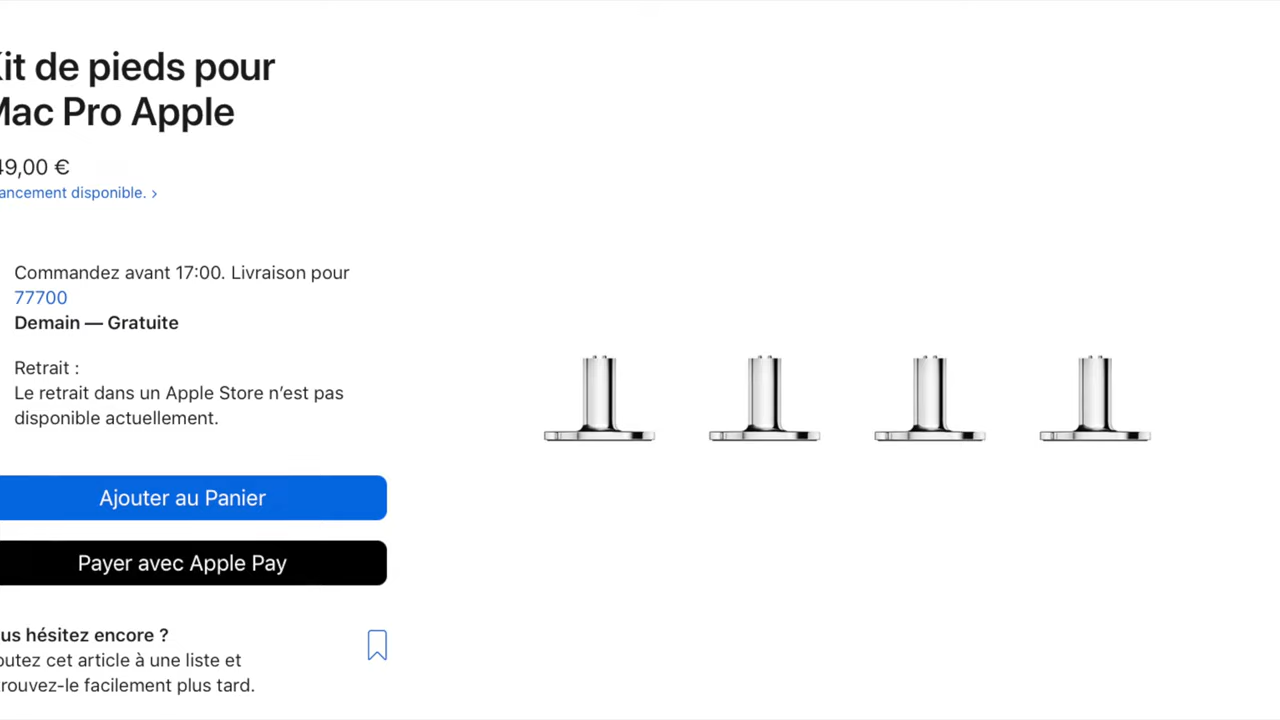 Kit de pieds pour
Mac Pro Apple
49,00 €
ancement disponible. ›
Commandez avant 17:00. Livraison pour
77700
Demain — Gratuite
Retrait :
Le retrait dans un Apple Store n’est pas
disponible actuellement.
Ajouter au Panier
Payer avec Apple Pay
us hésitez encore ?
outez cet article à une liste et
rouvez-le facilement plus tard.